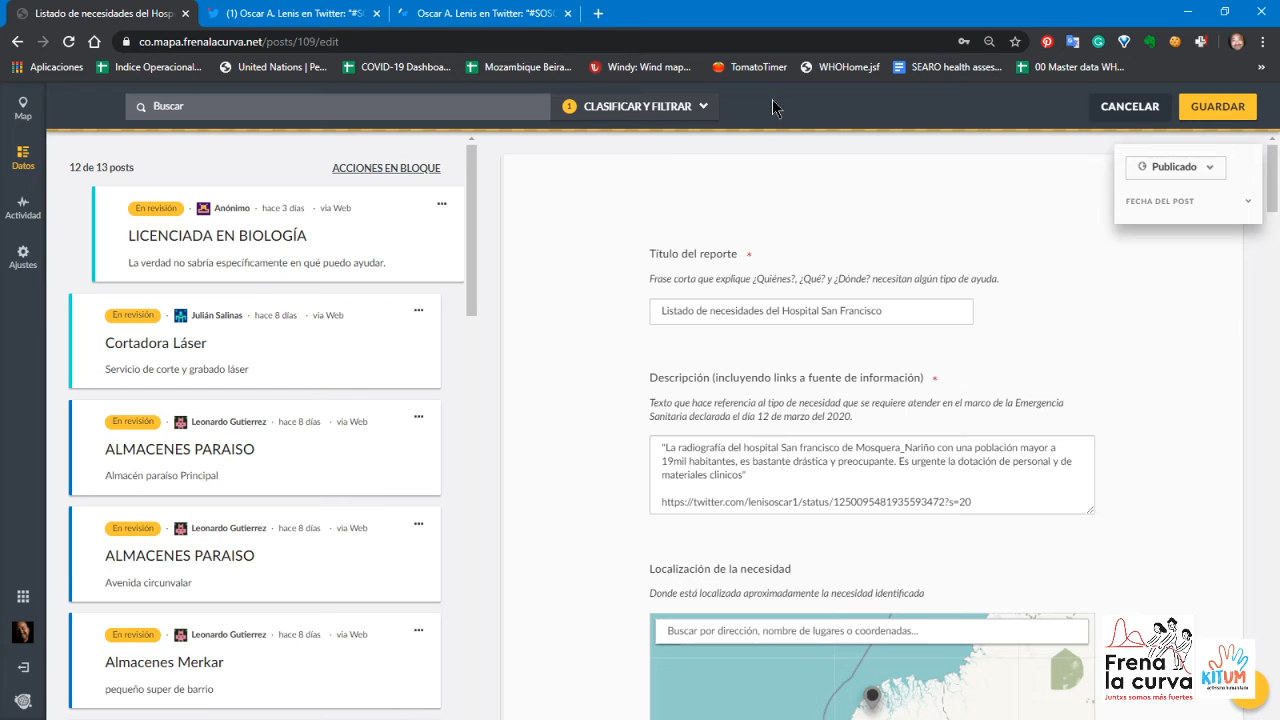 Listado de necesidades del Hosp
(1) Oscar A. Lenis en Twitter: "#S
Oscar A. Lenis en Twitter: "#SOSC
co.mapa.frenalacurva.net/posts/109/edit
Aplicaciones
Indice Operacional...
United Nations | Pe...
COVID-19 Dashboa...
Mozambique Beira...
Windy: Wind map...
TomatoTimer
WHOHome.jsf
SEARO health asses...
00 Master data WH...
Map
Datos
Actividad
Ajustes
Buscar
1 CLASIFICAR Y FILTRAR
CANCELAR
GUARDAR
12 de 13 posts
ACCIONES EN BLOQUE
En revisión · Anónimo · hace 3 días · via Web
LICENCIADA EN BIOLOGÍA
La verdad no sabría específicamente en qué puedo ayudar.
En revisión · Julián Salinas · hace 8 días · via Web
Cortadora Láser
Servicio de corte y grabado láser
En revisión · Leonardo Gutierrez · hace 8 días · via Web
ALMACENES PARAISO
Almacén paraíso Principal
En revisión · Leonardo Gutierrez · hace 8 días · via Web
ALMACENES PARAISO
Avenida circunvalar
En revisión · Leonardo Gutierrez · hace 8 días · via Web
Almacenes Merkar
pequeño super de barrio
Publicado
FECHA DEL POST
Título del reporte *
Frase corta que explique ¿Quiénes?, ¿Qué? y ¿Dónde? necesitan algún tipo de ayuda.
Listado de necesidades del Hospital San Francisco
Descripción (incluyendo links a fuente de información) *
Texto que hace referencia al tipo de necesidad que se requiere atender en el marco de la Emergencia
Sanitaria declarada el día 12 de marzo del 2020.
"La radiografía del hospital San francisco de Mosquera_Nariño con una población mayor a
19mil habitantes, es bastante drástica y preocupante. Es urgente la dotación de personal y de
materiales clinicos"
https://twitter.com/lenisoscar1/status/1250095481935593472?s=20
Localización de la necesidad
Donde está localizada aproximadamente la necesidad identificada
Buscar por dirección, nombre de lugares o coordenadas...
Frena
la curva
Juntxs somos más fuertes
KITUM